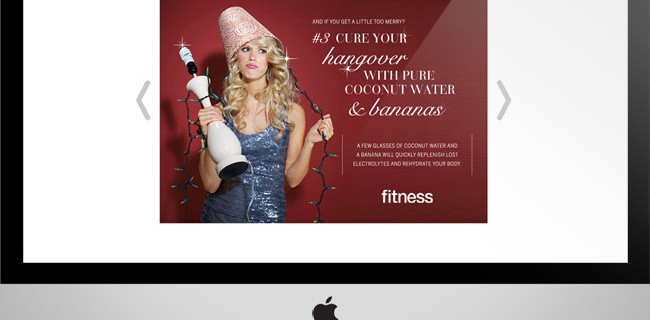 AND IF YOU GET A LITTLE TOO MERRY?
#3 CURE YOUR
hangover
WITH PURE
COCONUT WATER
& bananas
A FEW GLASSES OF COCONUT WATER AND
A BANANA WILL QUICKLY REPLENISH LOST
ELECTROLYTES AND REHYDRATE YOUR BODY.
fitness